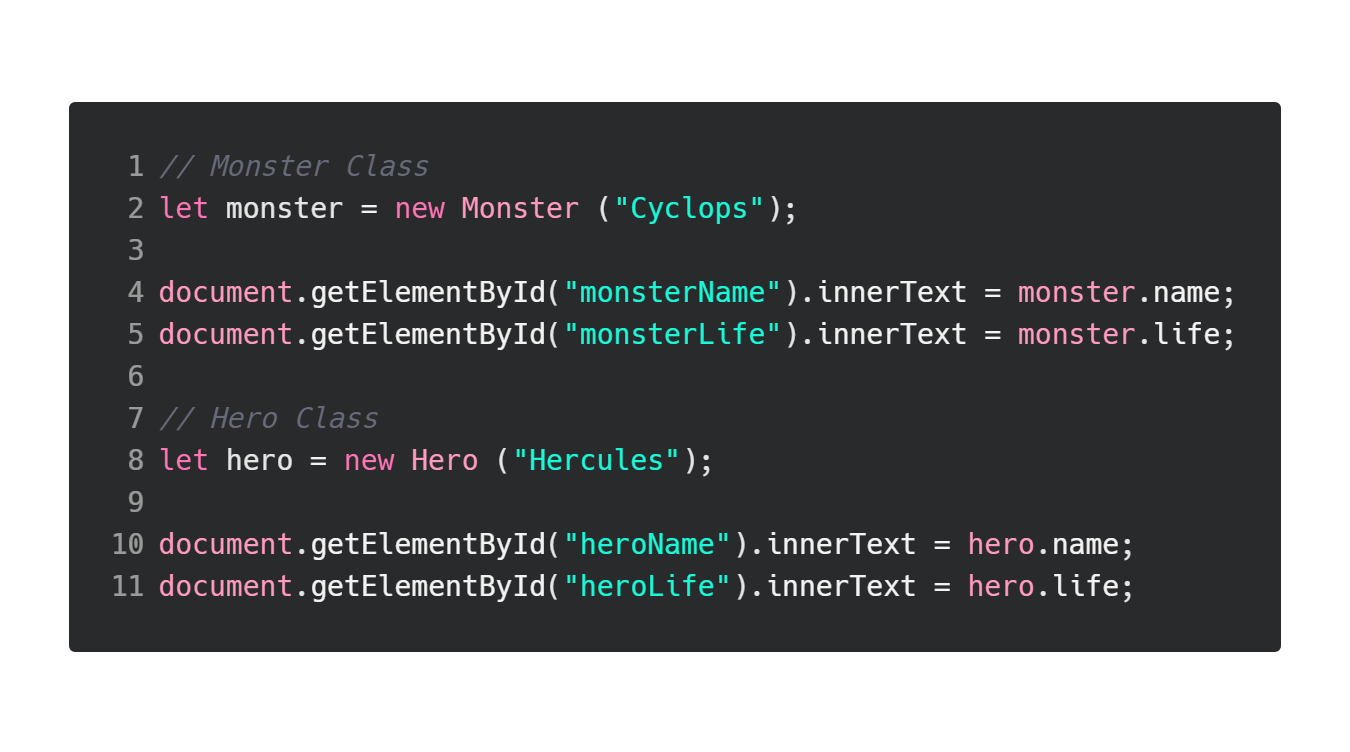 1 // Monster Class
2 let monster = new Monster ("Cyclops");
3
4 document.getElementById("monsterName").innerText = monster.name;
5 document.getElementById("monsterLife").innerText = monster.life;
6
7 // Hero Class
8 let hero = new Hero ("Hercules");
9
10 document.getElementById("heroName").innerText = hero.name;
11 document.getElementById("heroLife").innerText = hero.life;